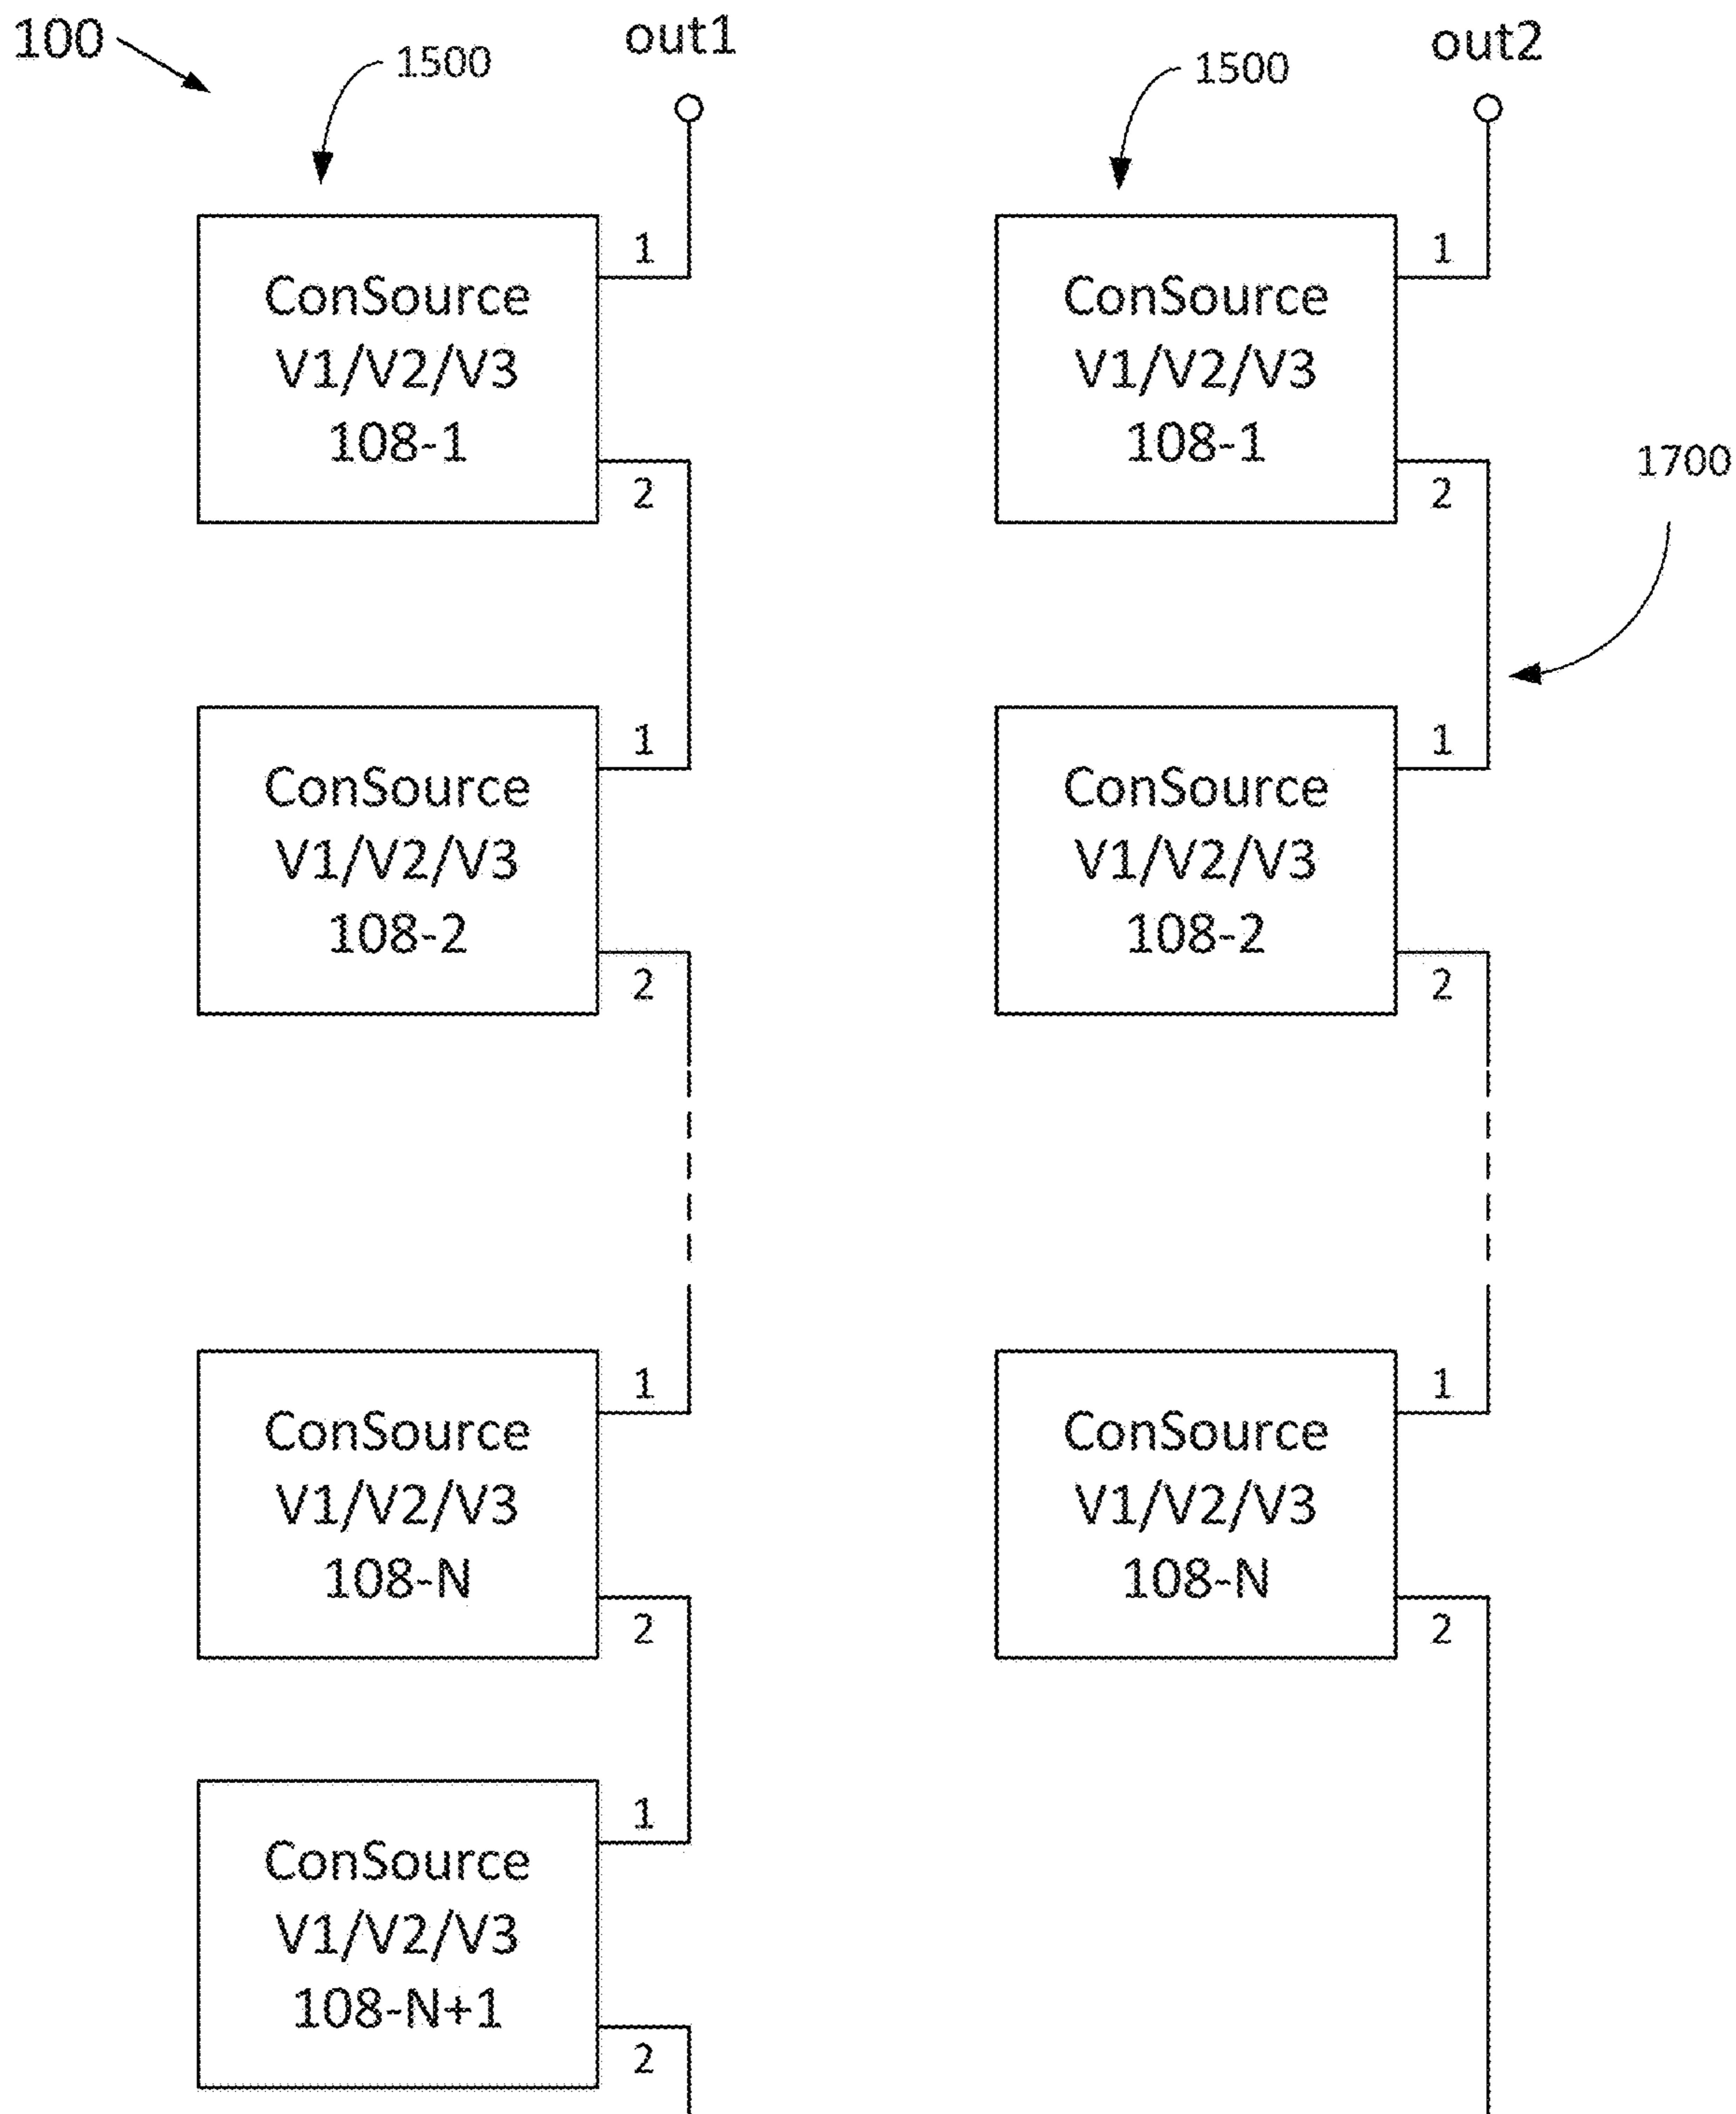 100
1500
out1
1500
out2
1
ConSource
V1/V2/V3
108-1
2
1
ConSource
V1/V2/V3
108-1
2
1700
1
ConSource
V1/V2/V3
108-2
2
1
ConSource
V1/V2/V3
108-2
2
1
ConSource
V1/V2/V3
108-N
2
1
ConSource
V1/V2/V3
108-N
2
1
ConSource
V1/V2/V3
108-N+1
2